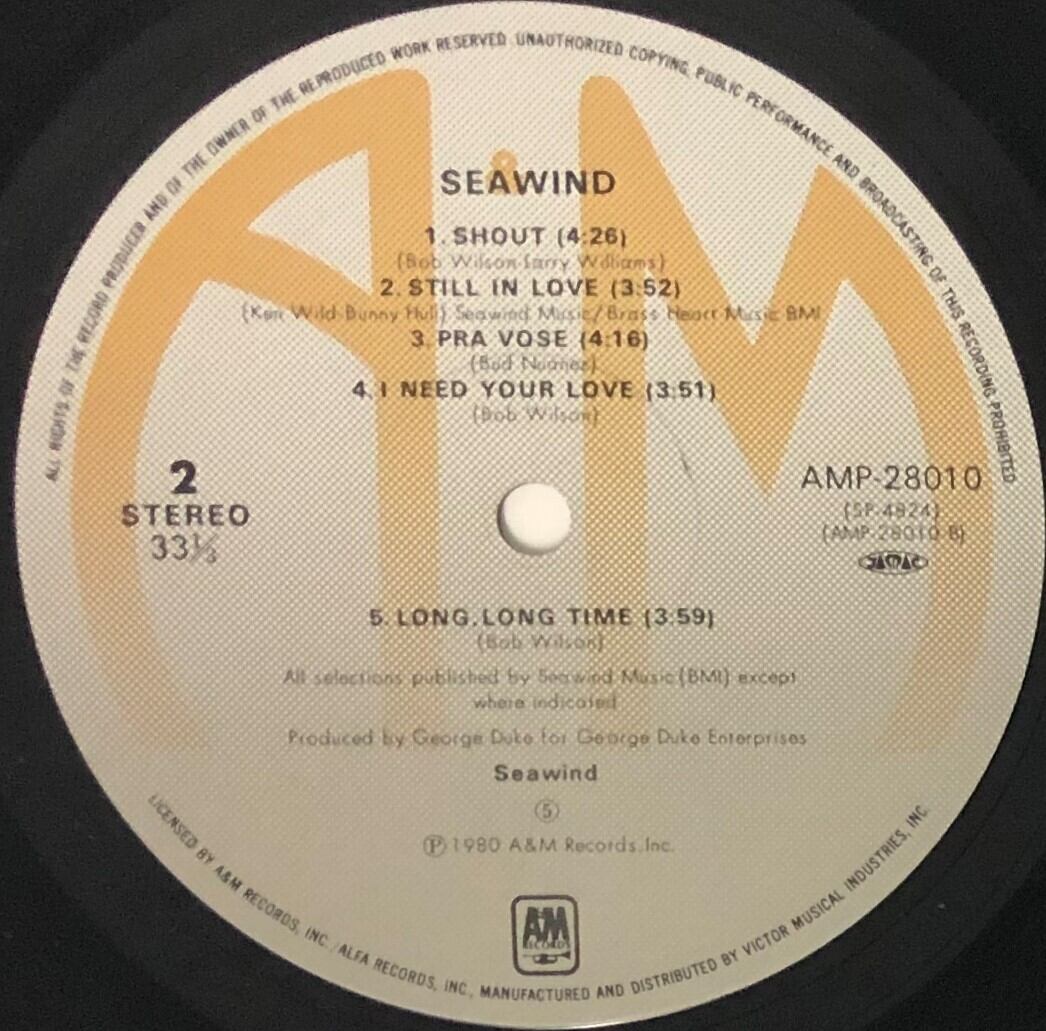 ALL RIGHTS OF THE RECORD PRODUCER AND OF THE OWNER OF THE REPRODUCED WORK RESERVED. UNAUTHORIZED COPYING, PUBLIC PERFORMANCE AND BROADCASTING OF THIS RECORDING PROHIBITED
SEAWIND
1. SHOUT (4:26)
(Bob Wilson-Larry Williams)
2. STILL IN LOVE (3:52)
(Ken Wild-Bunny Hull) Seawind Music/Brass Heart Music BMI
3. PRA VOSE (4:16)
(Bud Nuanez)
4. I NEED YOUR LOVE (3:51)
(Bob Wilson)
2
STEREO
33⅓
AMP-28010
(SP-4824)
(AMP-28010-B)
5. LONG, LONG TIME (3:59)
(Bob Wilson)
All selections published by Seawind Music (BMI) except
where indicated
Produced by George Duke for George Duke Enterprises
Seawind
⑤
Ⓟ1980 A&M Records, Inc.
A&M
RECORDS
LICENSED BY A&M RECORDS, INC./ALFA RECORDS, INC., MANUFACTURED AND DISTRIBUTED BY VICTOR MUSICAL INDUSTRIES, INC.